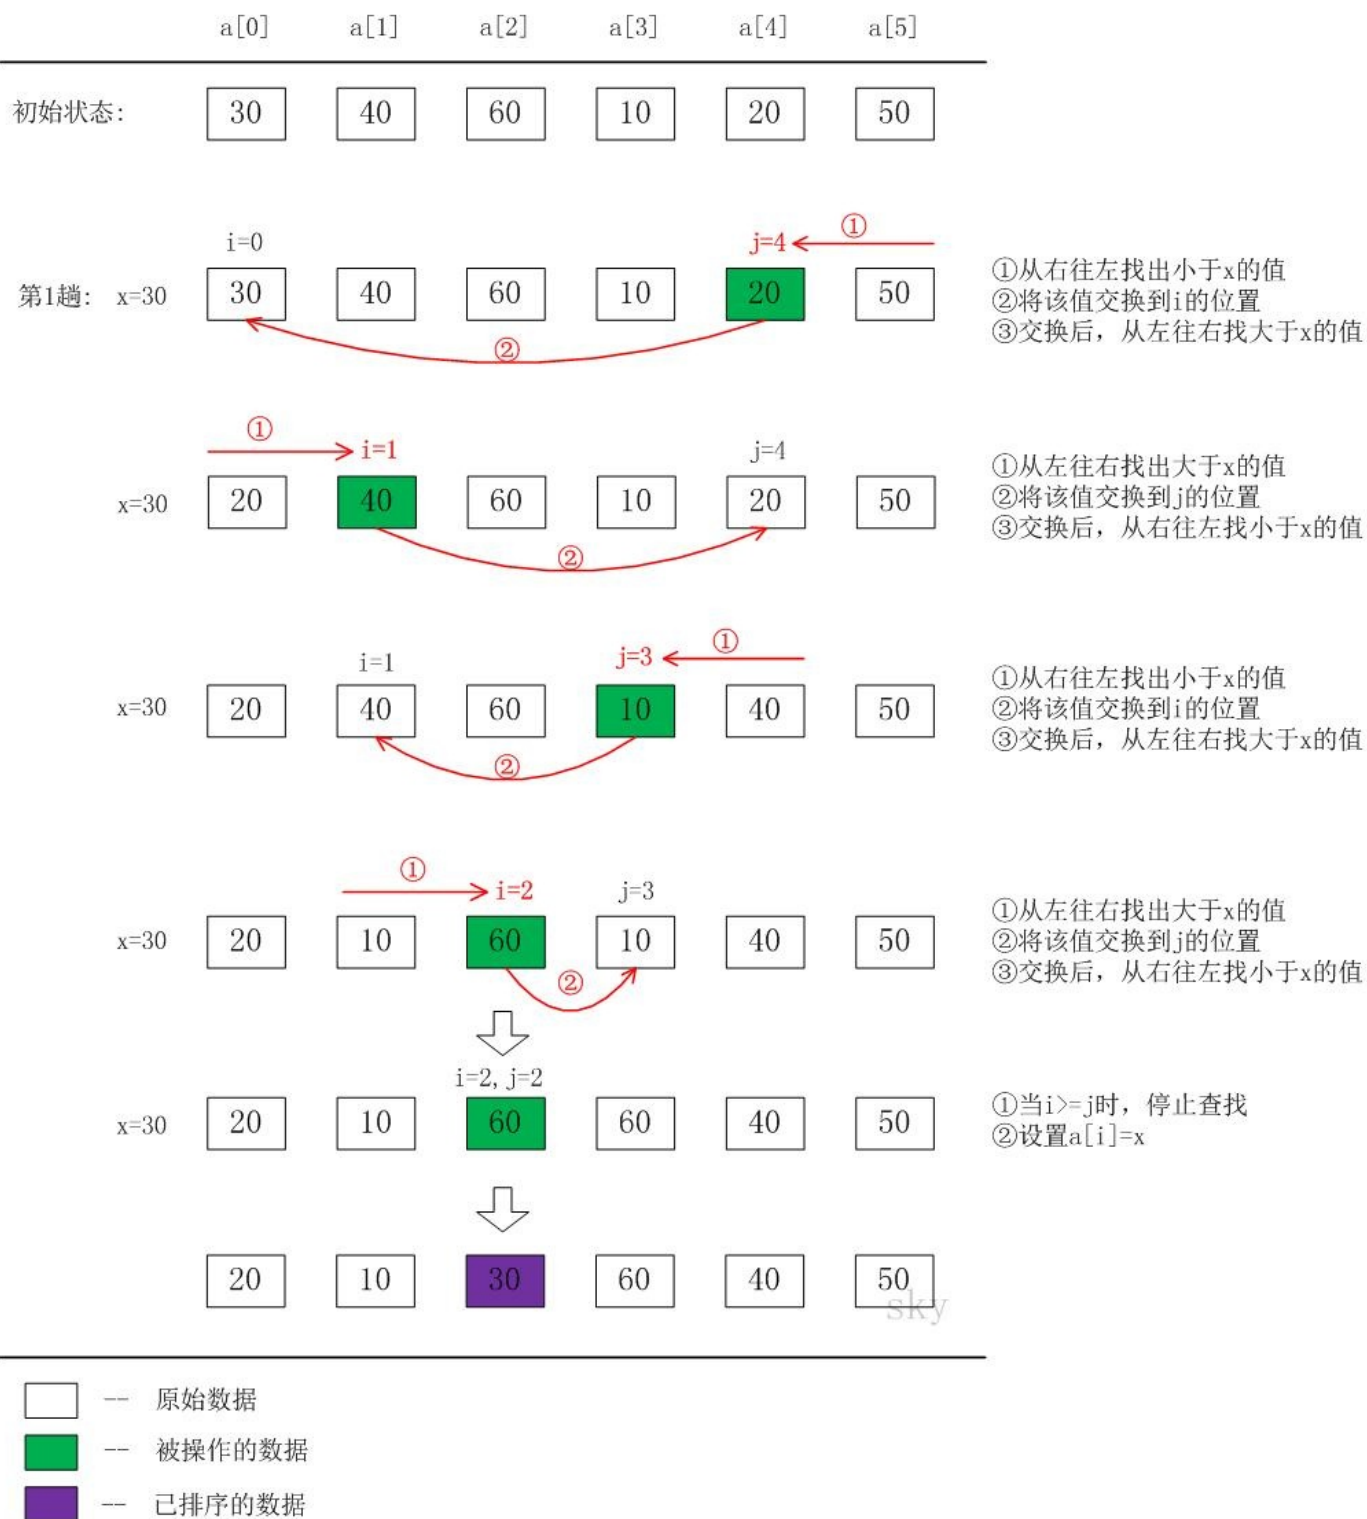 a[0] a[1] a[2] a[3] a[4] a[5]
初始状态: 30 40 60 10 20 50
i=0 j=4 ①
第1趟: x=30 30 40 60 10 20 50
②
①从右往左找出小于x的值
②将该值交换到i的位置
③交换后，从左往右找大于x的值
① i=1 j=4
x=30 20 40 60 10 20 50
②
①从左往右找出大于x的值
②将该值交换到j的位置
③交换后，从右往左找小于x的值
i=1 j=3 ①
x=30 20 40 60 10 40 50
②
①从右往左找出小于x的值
②将该值交换到i的位置
③交换后，从左往右找大于x的值
① i=2 j=3
x=30 20 10 60 10 40 50
②
①从左往右找出大于x的值
②将该值交换到j的位置
③交换后，从右往左找小于x的值
i=2, j=2
x=30 20 10 60 60 40 50
①当i>=j时，停止查找
②设置a[i]=x
20 10 30 60 40 50
sky
-- 原始数据
-- 被操作的数据
-- 已排序的数据